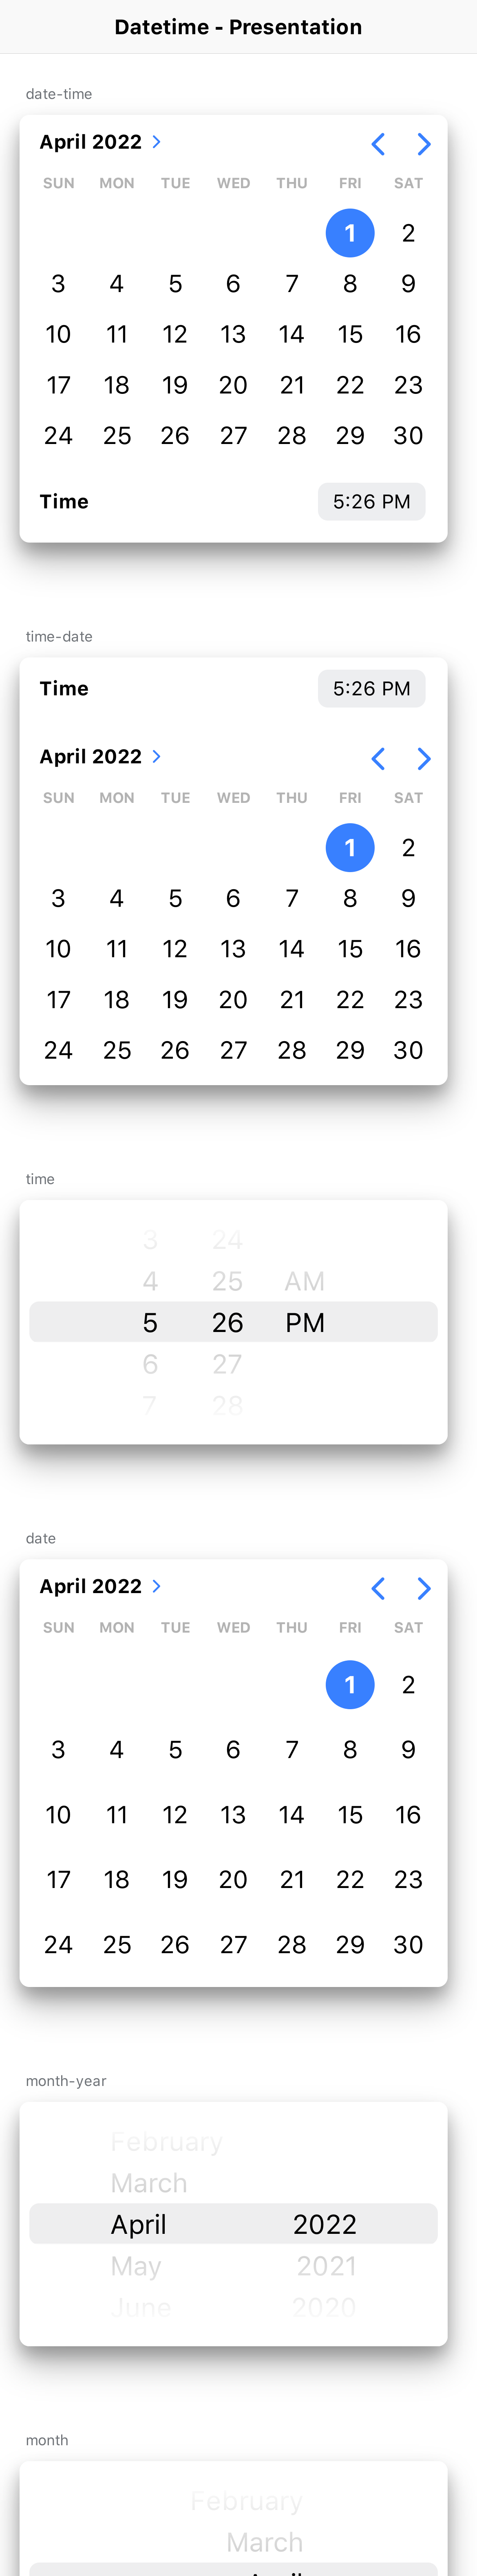 Datetime - Presentation
date-time
April 2022
SUN MON TUE WED THU FRI SAT
1 2
3 4 5 6 7 8 9
10 11 12 13 14 15 16
17 18 19 20 21 22 23
24 25 26 27 28 29 30
Time 5:26 PM
time-date
Time 5:26 PM
April 2022
SUN MON TUE WED THU FRI SAT
1 2
3 4 5 6 7 8 9
10 11 12 13 14 15 16
17 18 19 20 21 22 23
24 25 26 27 28 29 30
time
3 24
4 25 AM
5 26 PM
6 27
7 28
date
April 2022
SUN MON TUE WED THU FRI SAT
1 2
3 4 5 6 7 8 9
10 11 12 13 14 15 16
17 18 19 20 21 22 23
24 25 26 27 28 29 30
month-year
February
March
April 2022
May 2021
June 2020
month
February
March